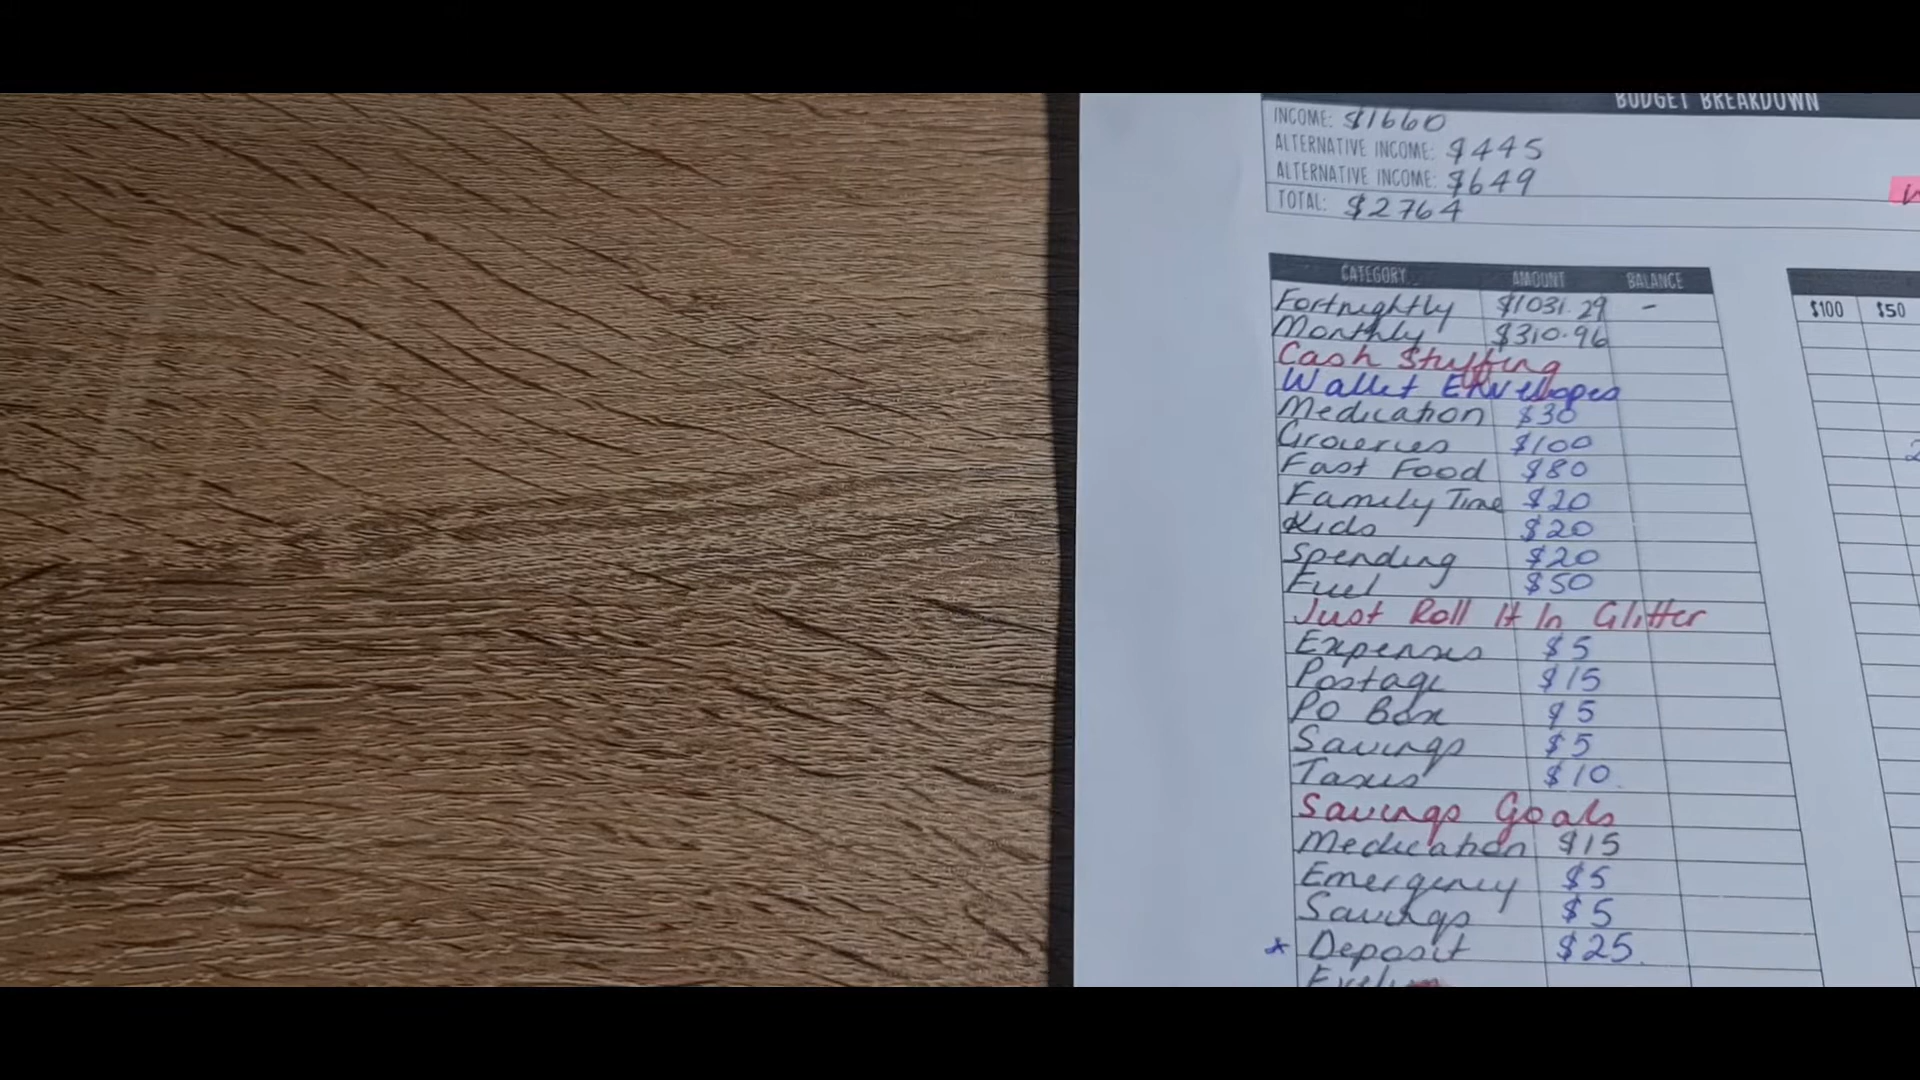 BUDGET BREAKDOWN
INCOME: $1660
ALTERNATIVE INCOME: $445
ALTERNATIVE INCOME: $649
TOTAL: $2764
CATEGORY AMOUNT BALANCE
Fortnightly $1031.29 -
Monthly $310.96
Cash Stuffing
Wallet Envelopes
Medication $30
Groceries $100
Fast Food $80
Family Time $20
Kids $20
Spending $20
Fuel $50
Just Roll It In Glitter
Expenses $5
Postage $15
PO Box $5
Savings $5
Taxes $10
Savings Goals
Medication $15
Emergency $5
Savings $5
* Deposit $25
$100 $50